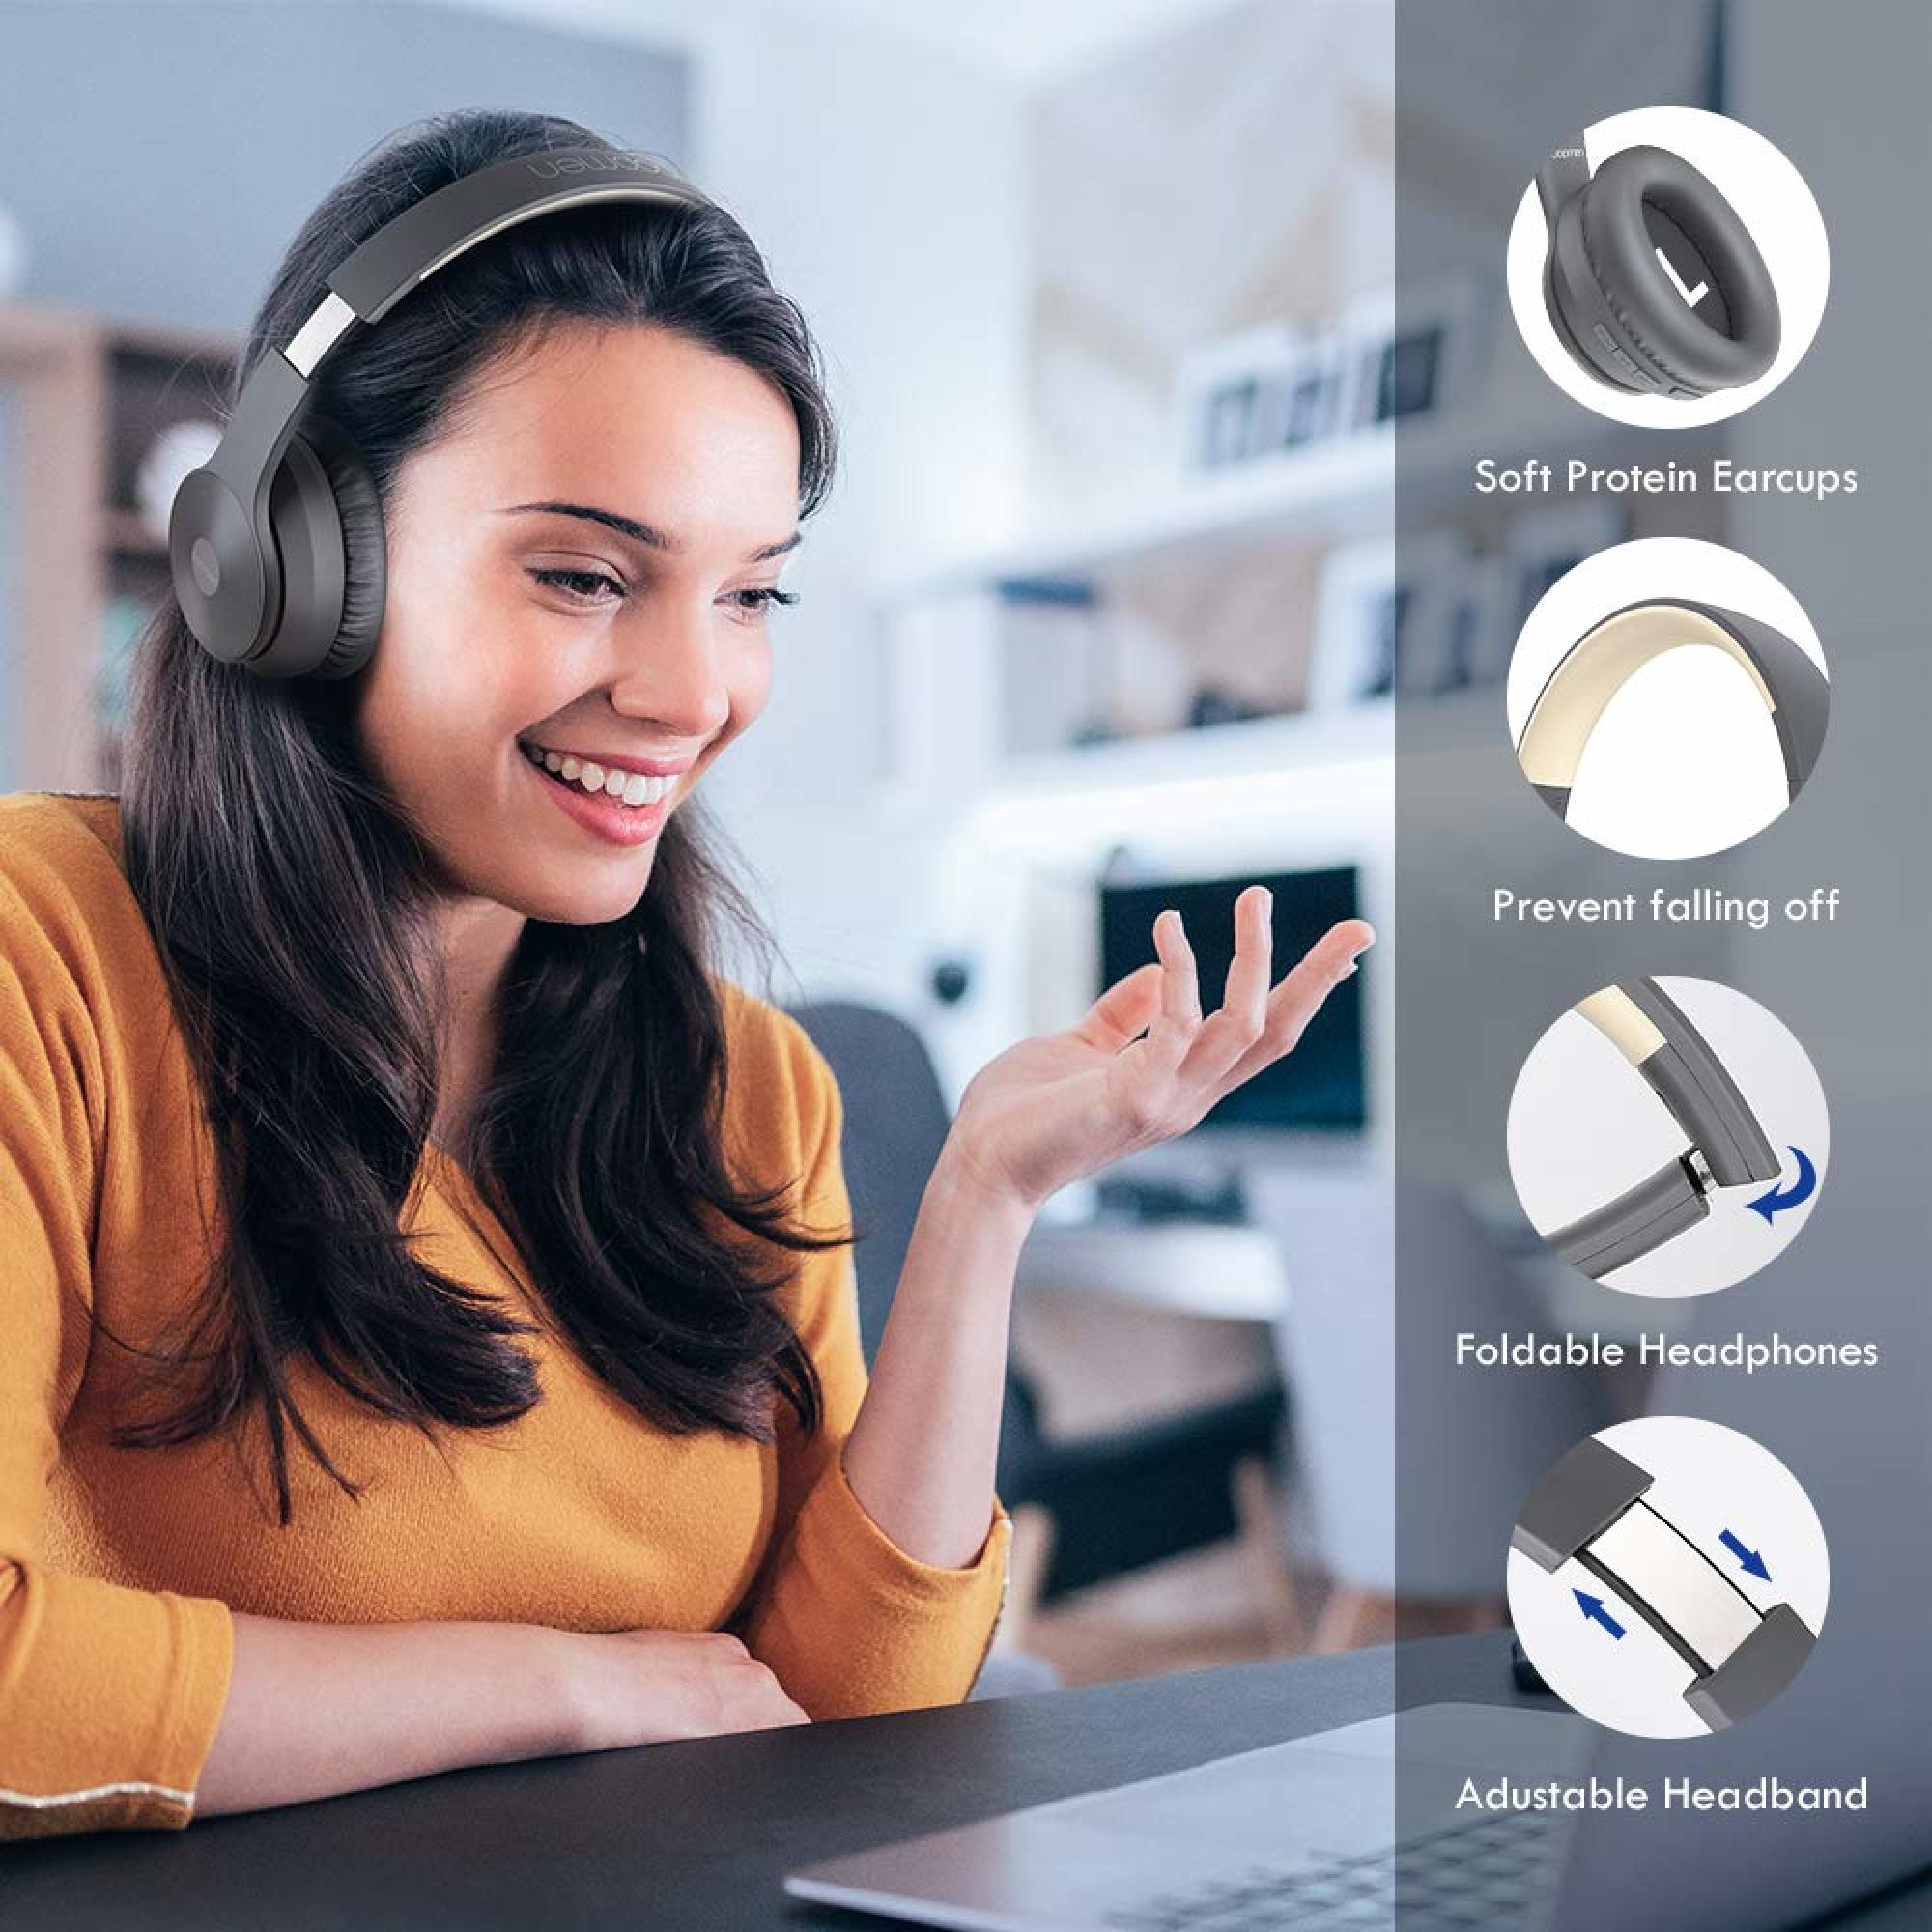 L
Soft Protein Earcups
Prevent falling off
Foldable Headphones
Adustable Headband